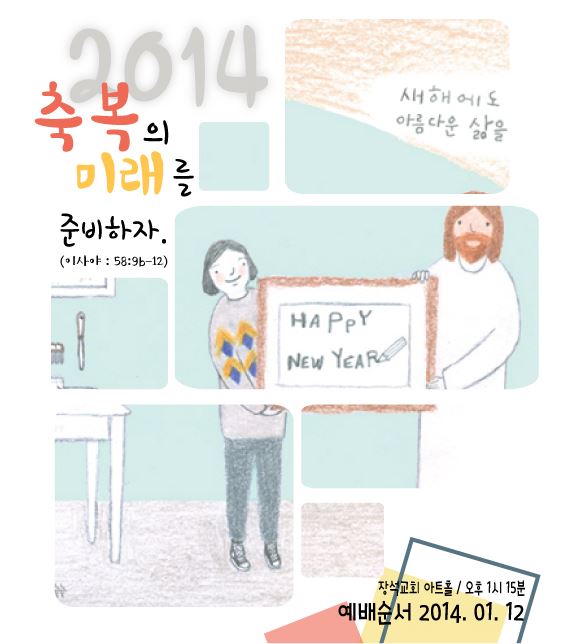 2014
축복의
미래를
준비하자.
(이사야 : 58:9b-12)
새해에도
아름다운 삶을
HAPPY
NEW YEAR
장석교회 아트홀 / 오후 1시 15분
예배순서 2014. 01. 12